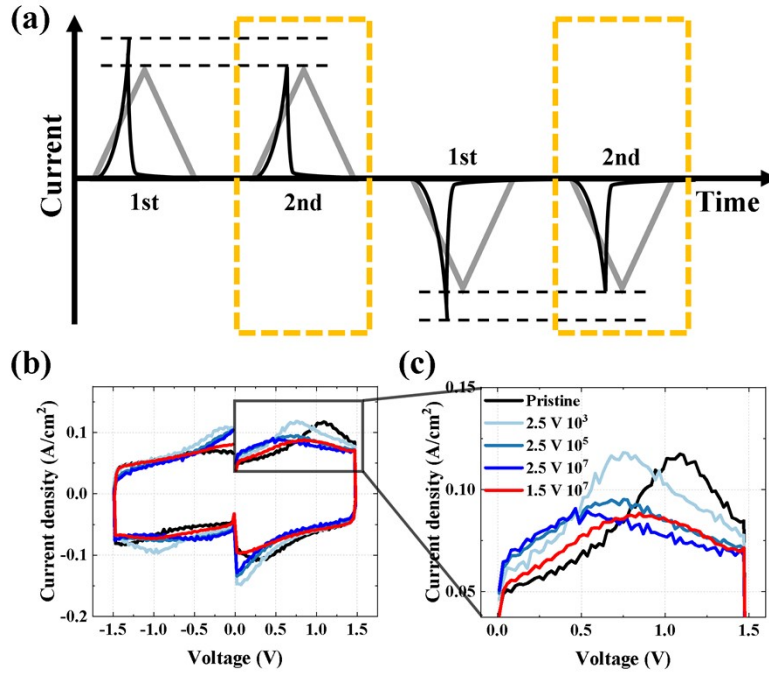 (a)
Current
1st
2nd
1st
2nd
Time
(b)
Current density (A/cm²)
0.1
0.0
-0.1
-0.2
-1.5 -1.0 -0.5 0.0 0.5 1.0 1.5
Voltage (V)
(c)
Current density (A/cm²)
0.15
0.10
0.05
Pristine
2.5 V 10³
2.5 V 10⁵
2.5 V 10⁷
1.5 V 10⁷
0.0 0.5 1.0 1.5
Voltage (V)